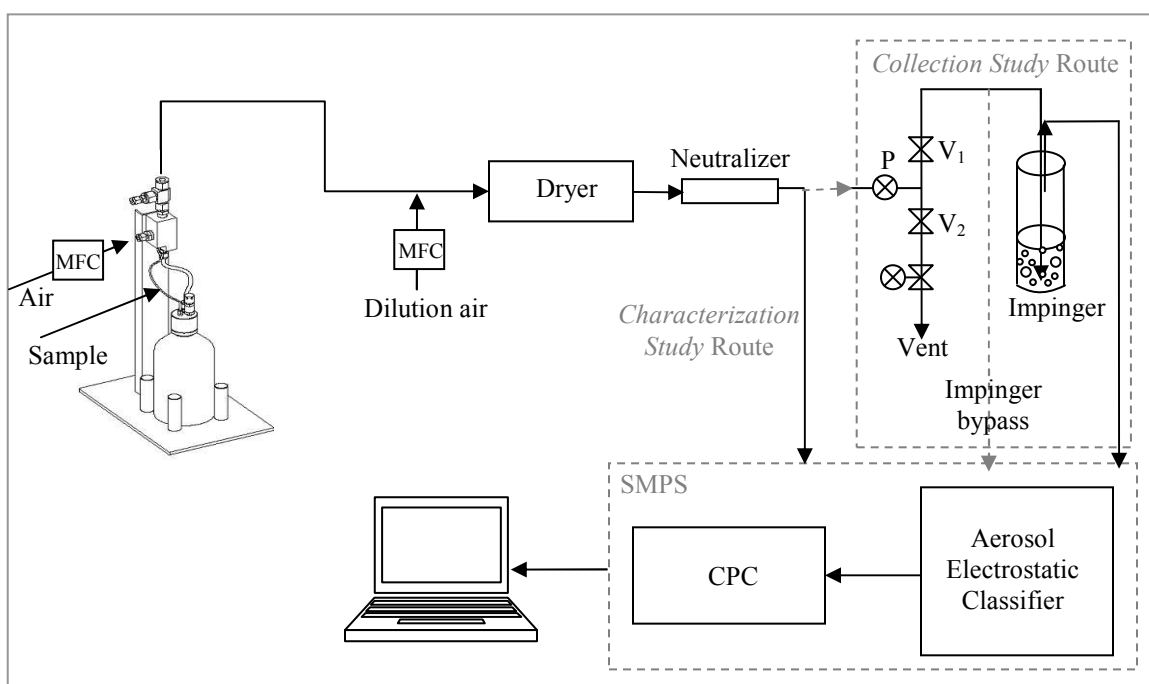 Collection Study Route
V1
P
Neutralizer
Dryer
V2
MFC
MFC
Air
Dilution air
Impinger
Sample
Characterization
Study Route
Vent
Impinger
bypass
SMPS
CPC
Aerosol
Electrostatic
Classifier